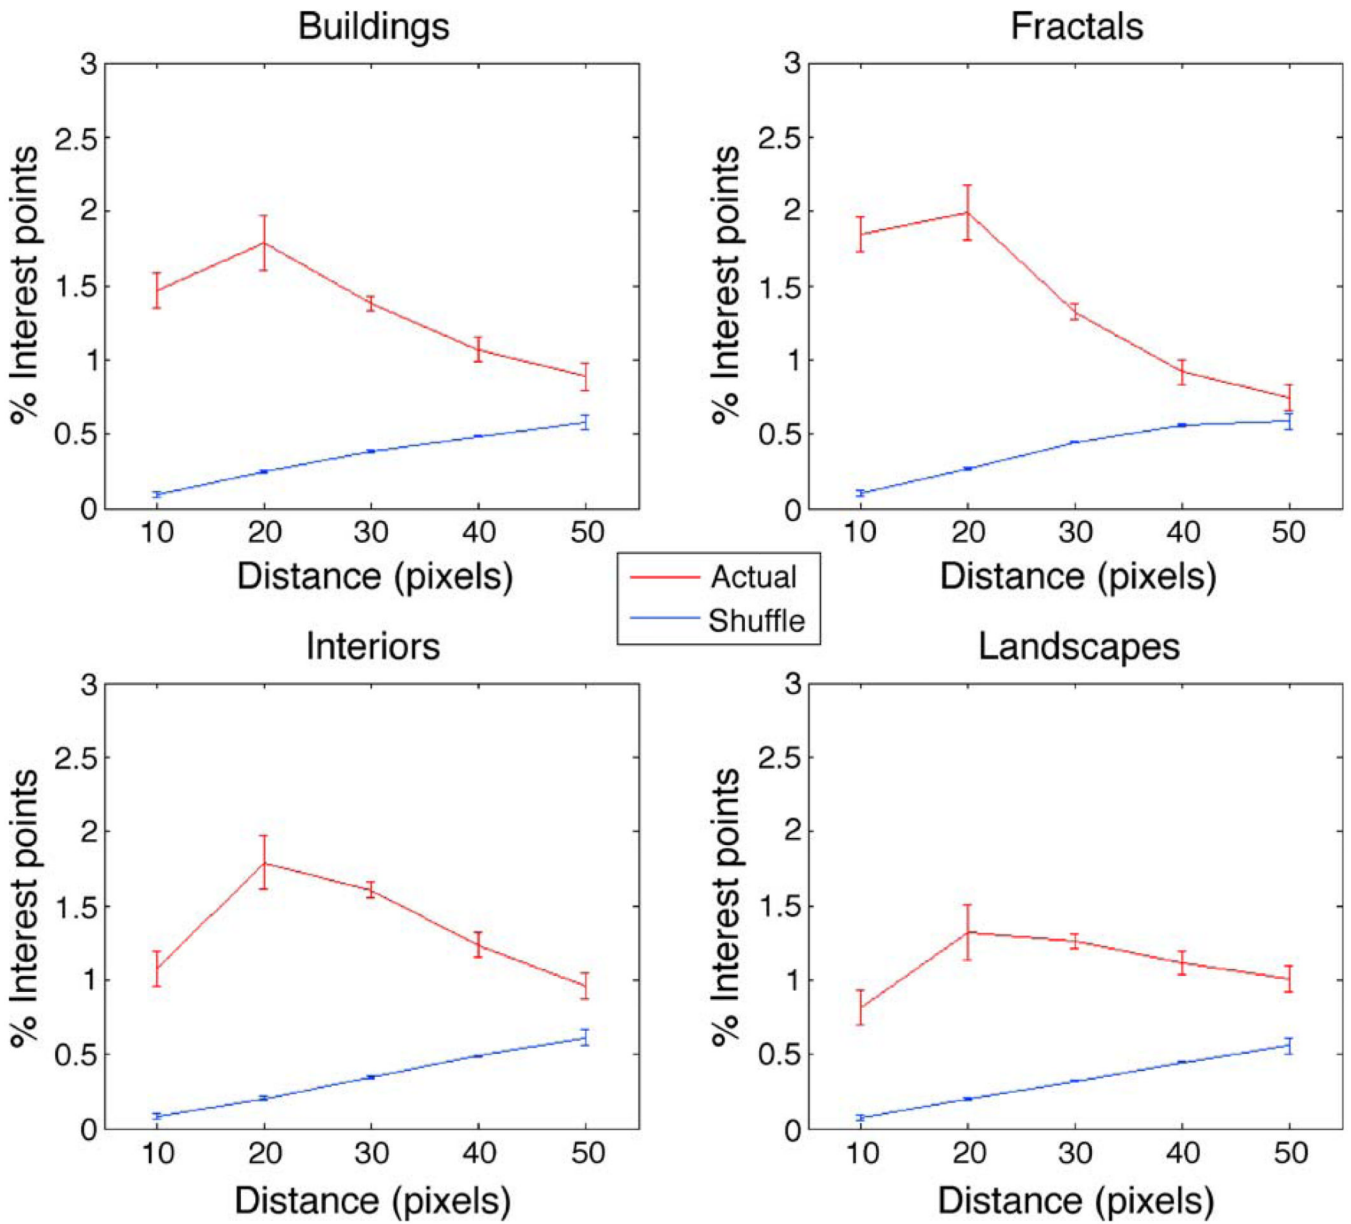 Buildings
3
2.5
2
1.5
1
0.5
0
% Interest points
10 20 30 40 50
Distance (pixels)
Fractals
3
2.5
2
1.5
1
0.5
0
% Interest points
10 20 30 40 50
Distance (pixels)
Actual
Shuffle
Interiors
3
2.5
2
1.5
1
0.5
0
% Interest points
10 20 30 40 50
Distance (pixels)
Landscapes
3
2.5
2
1.5
1
0.5
0
% Interest points
10 20 30 40 50
Distance (pixels)